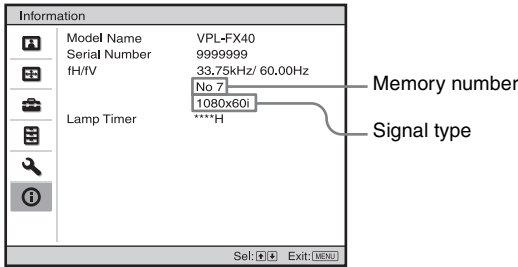 Information
Model Name VPL-FX40
Serial Number 9999999
fH/fV 33.75kHz/ 60.00Hz
No 7
1080x60i
Lamp Timer ****H
Memory number
Signal type
Sel: Exit: MENU